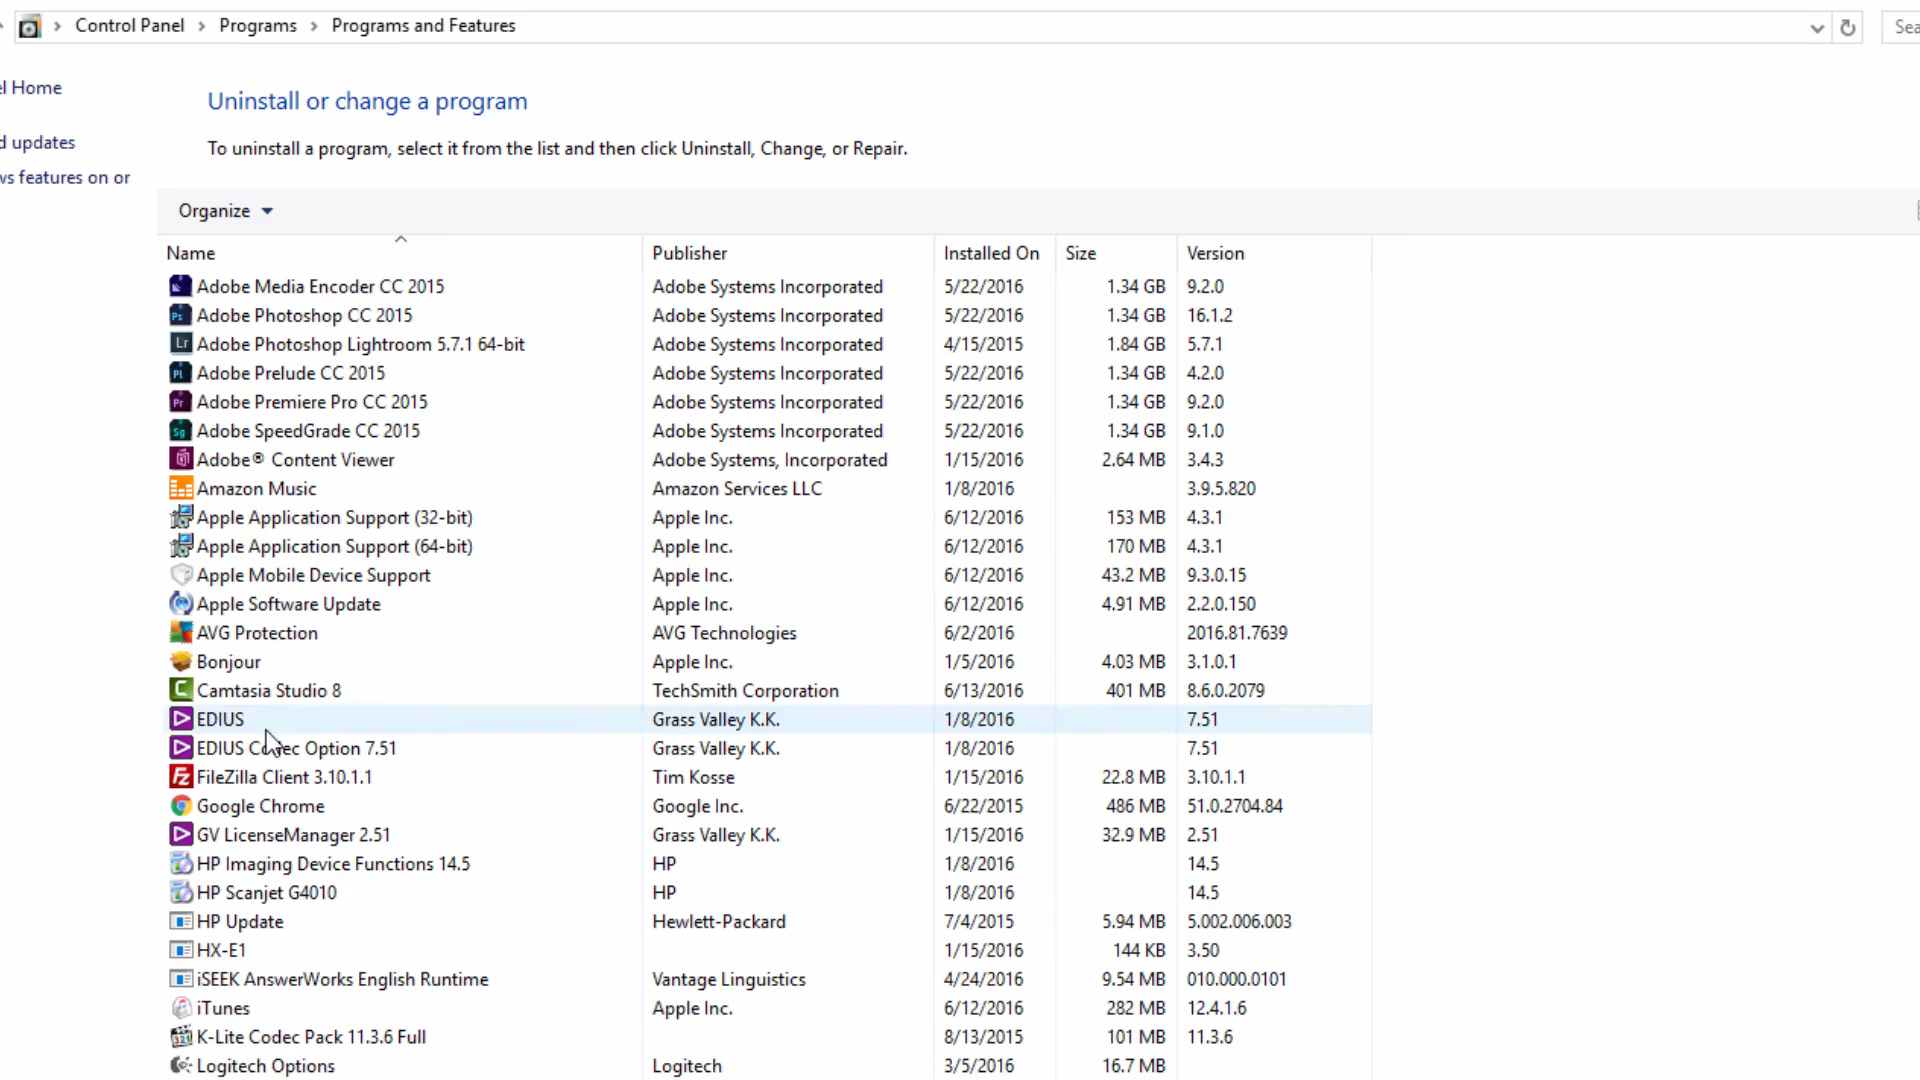 Control Panel > Programs > Programs and Features
Sea
el Home
d updates
ws features on or
Uninstall or change a program
To uninstall a program, select it from the list and then click Uninstall, Change, or Repair.
Organize
Name Publisher Installed On Size Version
Adobe Media Encoder CC 2015 Adobe Systems Incorporated 5/22/2016 1.34 GB 9.2.0
Adobe Photoshop CC 2015 Adobe Systems Incorporated 5/22/2016 1.34 GB 16.1.2
Adobe Photoshop Lightroom 5.7.1 64-bit Adobe Systems Incorporated 4/15/2015 1.84 GB 5.7.1
Adobe Prelude CC 2015 Adobe Systems Incorporated 5/22/2016 1.34 GB 4.2.0
Adobe Premiere Pro CC 2015 Adobe Systems Incorporated 5/22/2016 1.34 GB 9.2.0
Adobe SpeedGrade CC 2015 Adobe Systems Incorporated 5/22/2016 1.34 GB 9.1.0
Adobe® Content Viewer Adobe Systems, Incorporated 1/15/2016 2.64 MB 3.4.3
Amazon Music Amazon Services LLC 1/8/2016 3.9.5.820
Apple Application Support (32-bit) Apple Inc. 6/12/2016 153 MB 4.3.1
Apple Application Support (64-bit) Apple Inc. 6/12/2016 170 MB 4.3.1
Apple Mobile Device Support Apple Inc. 6/12/2016 43.2 MB 9.3.0.15
Apple Software Update Apple Inc. 6/12/2016 4.91 MB 2.2.0.150
AVG Protection AVG Technologies 6/2/2016 2016.81.7639
Bonjour Apple Inc. 1/5/2016 4.03 MB 3.1.0.1
Camtasia Studio 8 TechSmith Corporation 6/13/2016 401 MB 8.6.0.2079
EDIUS Grass Valley K.K. 1/8/2016 7.51
EDIUS Codec Option 7.51 Grass Valley K.K. 1/8/2016 7.51
FileZilla Client 3.10.1.1 Tim Kosse 1/15/2016 22.8 MB 3.10.1.1
Google Chrome Google Inc. 6/22/2015 486 MB 51.0.2704.84
GV LicenseManager 2.51 Grass Valley K.K. 1/15/2016 32.9 MB 2.51
HP Imaging Device Functions 14.5 HP 1/8/2016 14.5
HP Scanjet G4010 HP 1/8/2016 14.5
HP Update Hewlett-Packard 7/4/2015 5.94 MB 5.002.006.003
HX-E1 1/15/2016 144 KB 3.50
iSEEK AnswerWorks English Runtime Vantage Linguistics 4/24/2016 9.54 MB 010.000.0101
iTunes Apple Inc. 6/12/2016 282 MB 12.4.1.6
K-Lite Codec Pack 11.3.6 Full 8/13/2015 101 MB 11.3.6
Logitech Options Logitech 3/5/2016 16.7 MB